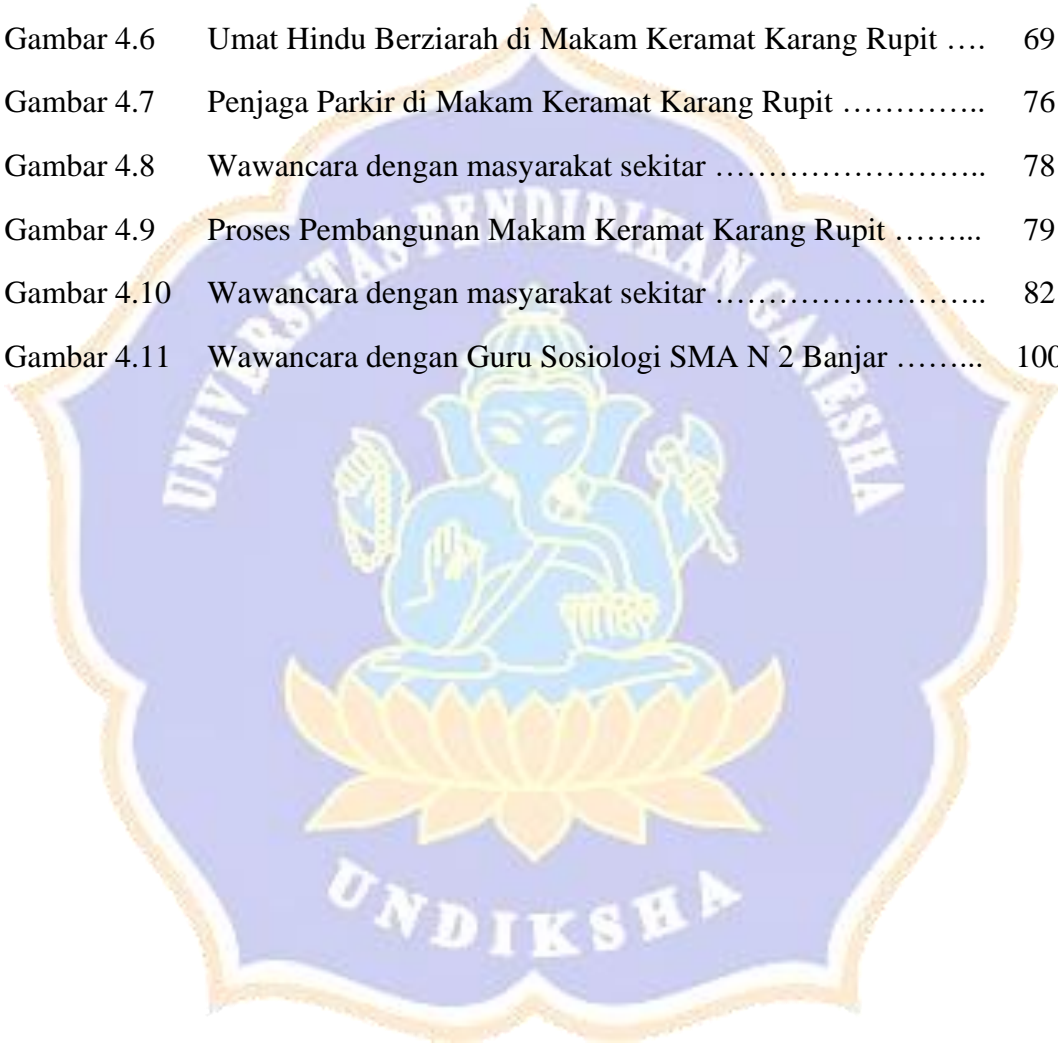 Gambar 4.6 Umat Hindu Berziarah di Makam Keramat Karang Rupit …. 69
Gambar 4.7 Penjaga Parkir di Makam Keramat Karang Rupit ………….. 76
Gambar 4.8 Wawancara dengan masyarakat sekitar …………………….. 78
Gambar 4.9 Proses Pembangunan Makam Keramat Karang Rupit ……... 79
Gambar 4.10 Wawancara dengan masyarakat sekitar …………………….. 82
Gambar 4.11 Wawancara dengan Guru Sosiologi SMA N 2 Banjar ……... 100
UNIVERSITAS PENDIDIKAN GANESHA
UNDIKSHA